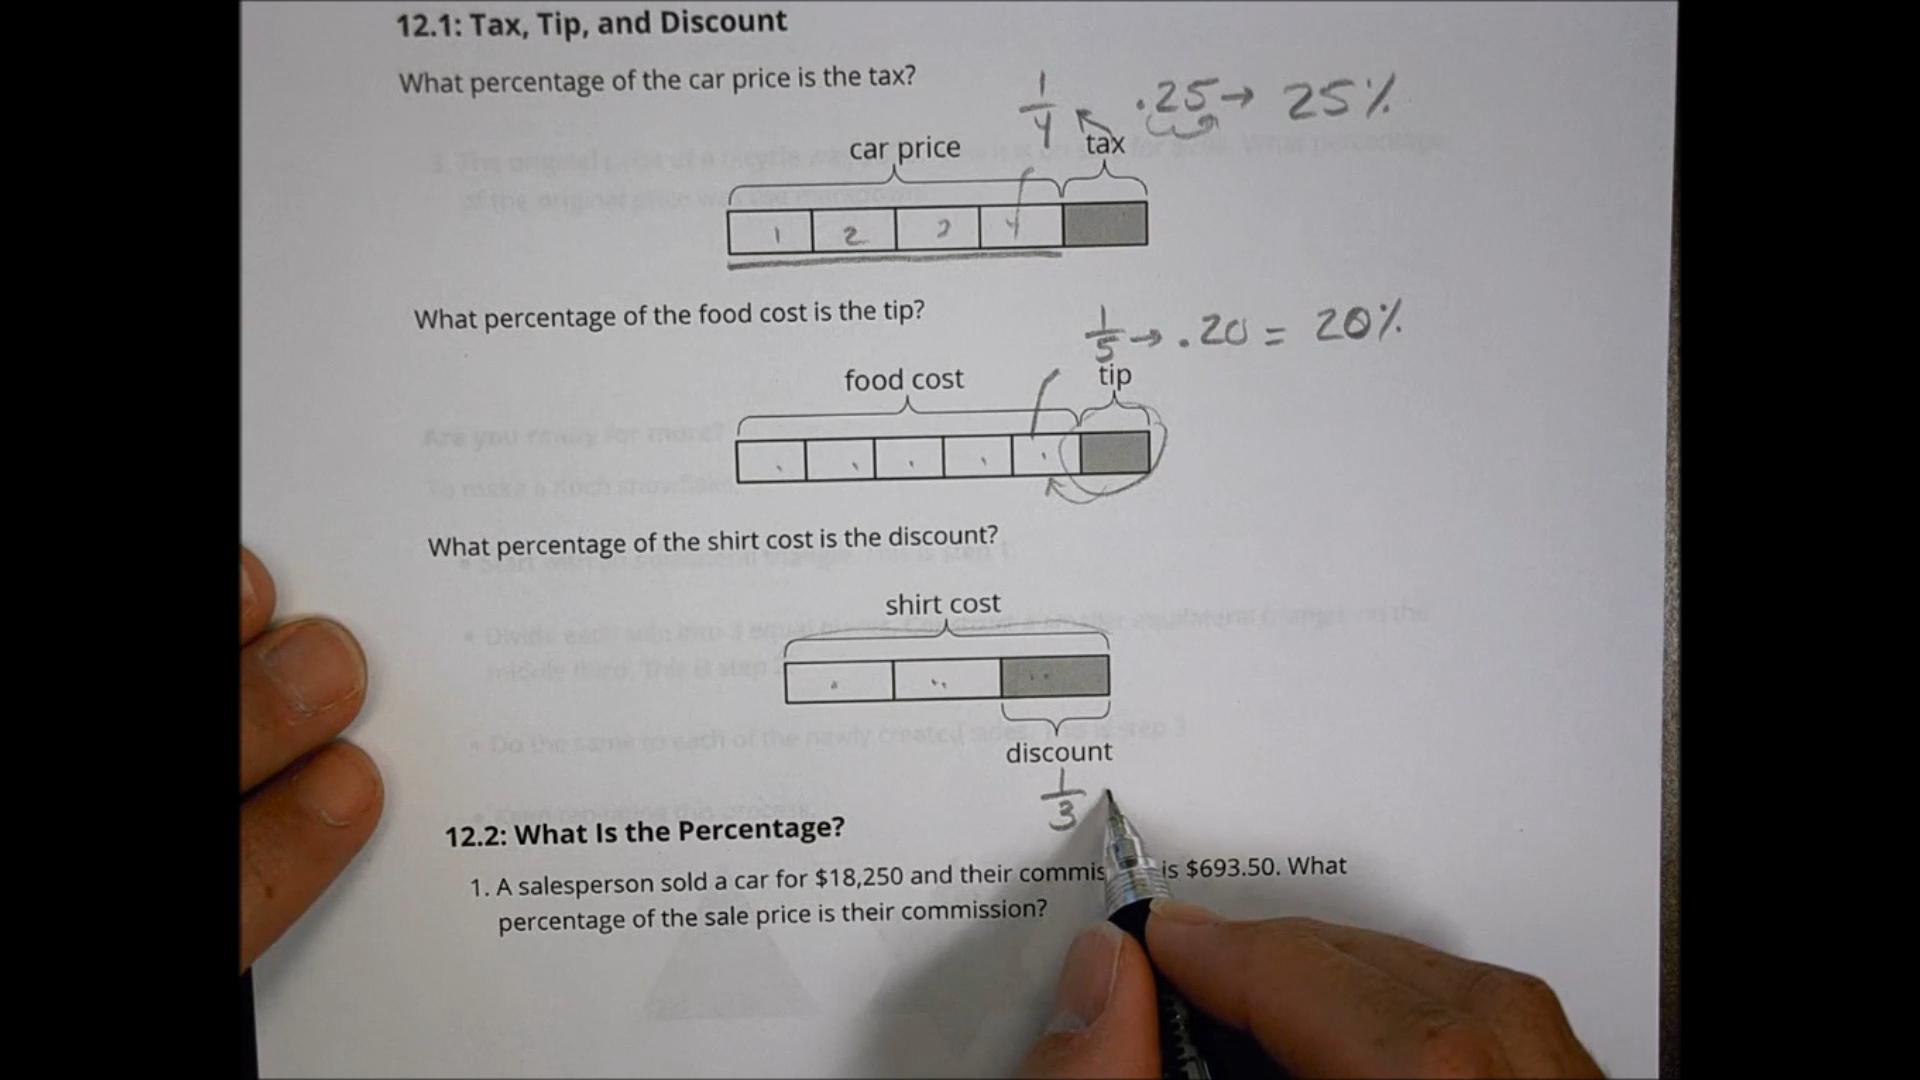 12.1: Tax, Tip, and Discount
What percentage of the car price is the tax?
1/4 .25 → 25%
car price tax
1 2 3 4
What percentage of the food cost is the tip?
1/5 → .20 = 20%
food cost tip
What percentage of the shirt cost is the discount?
shirt cost
discount
1/3
12.2: What Is the Percentage?
1. A salesperson sold a car for $18,250 and their commis is $693.50. What
percentage of the sale price is their commission?